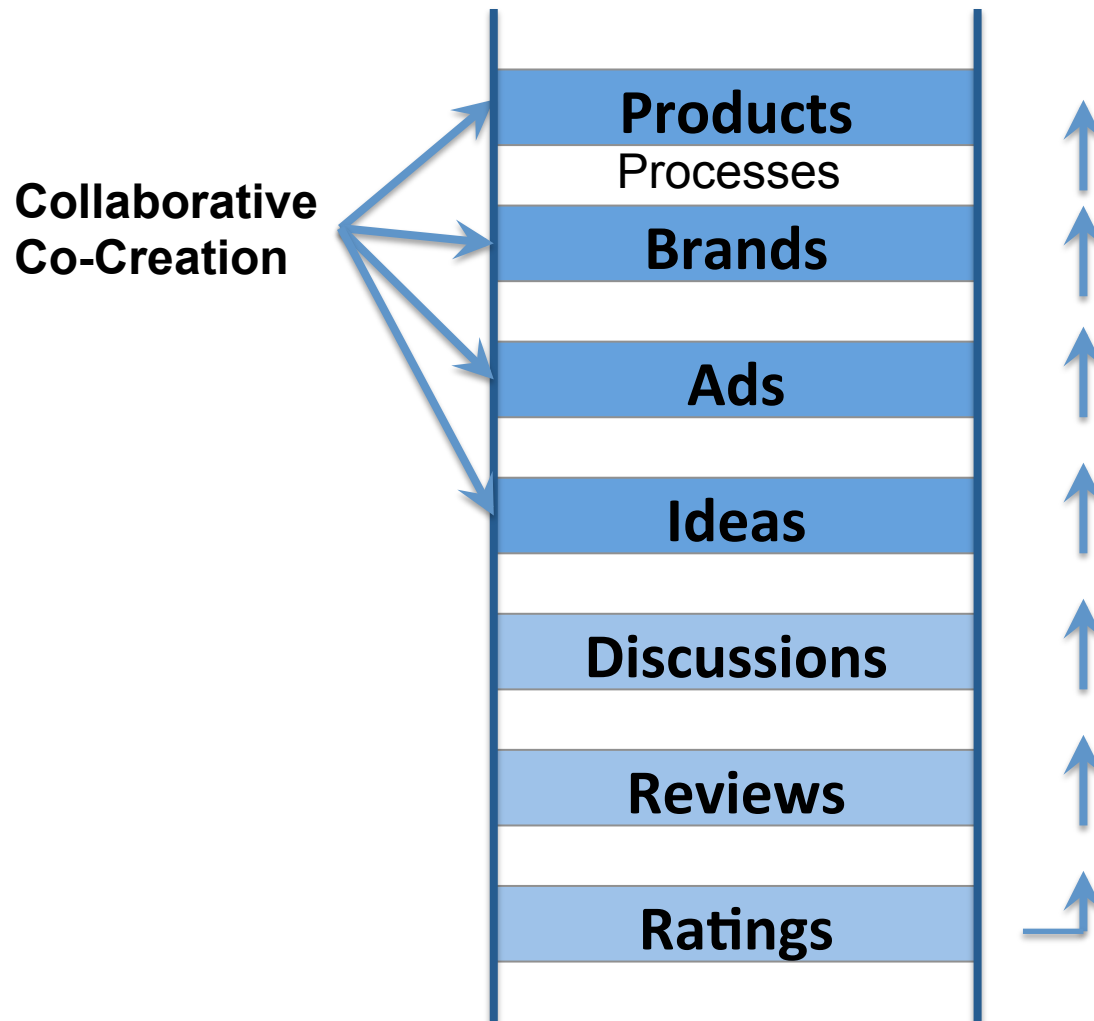 Products
Processes
Collaborative
Co-Creation
Brands
Ads
Ideas
Discussions
Reviews
Ratings